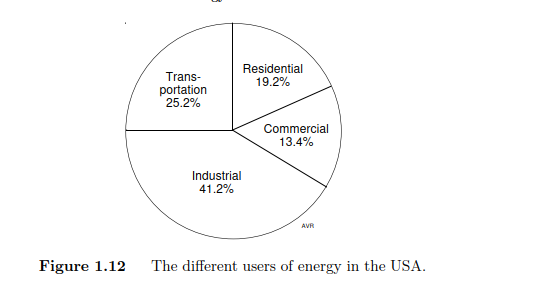 Trans-
portation
25.2%
Residential
19.2%
Commercial
13.4%
Industrial
41.2%
AVR
Figure 1.12 The different users of energy in the USA.